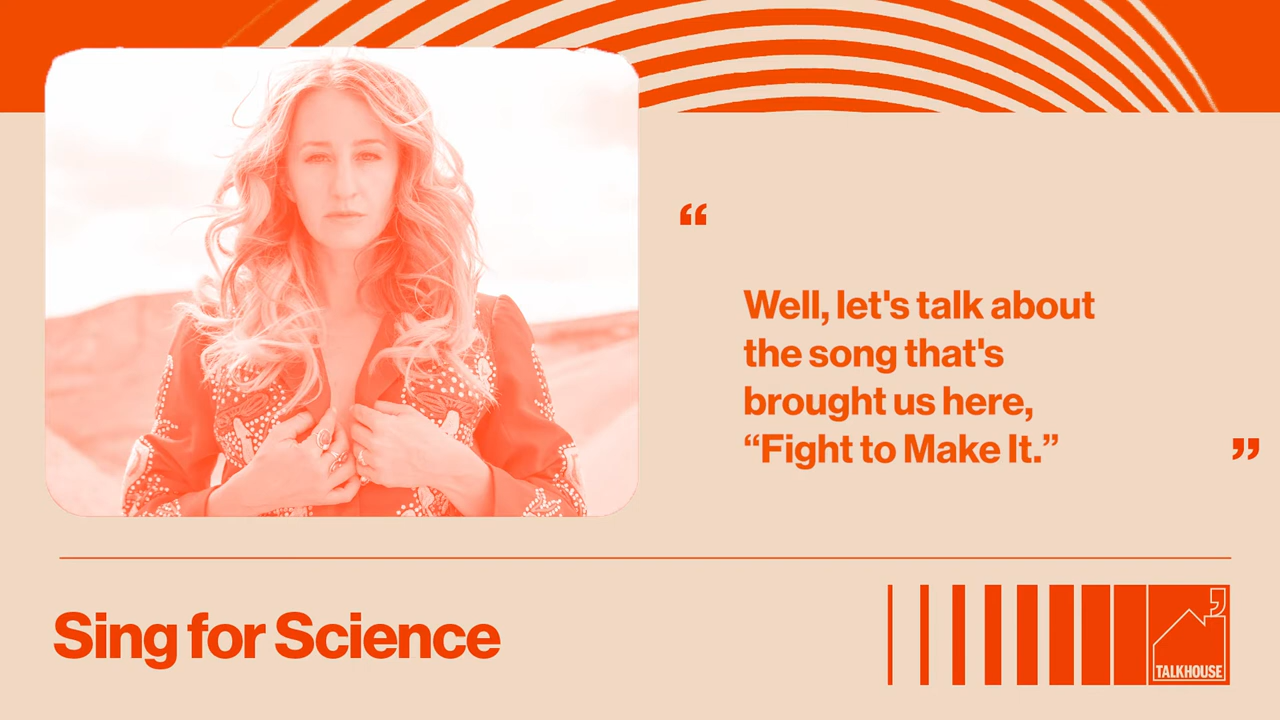 “
Well, let's talk about
the song that's
brought us here,
“Fight to Make It.”
”
Sing for Science
TALKHOUSE